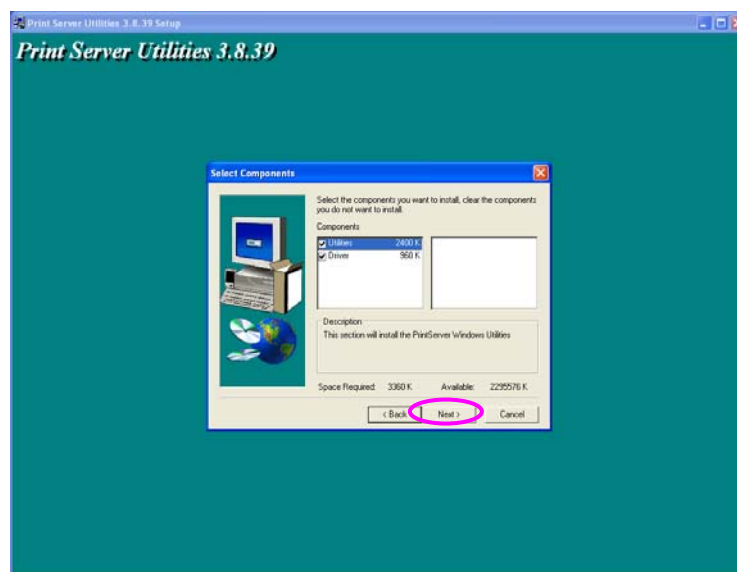 Print Server Utilities 3.8.39 Setup
Print Server Utilities 3.8.39
Select Components
Select the components you want to install, clear the components
you do not want to install.
Components
Utilities 2400 K
Driver 960 K
Description
This section will install the PrintServer Windows Utilities
Space Required: 3360 K Available: 2295576 K
< Back Next > Cancel